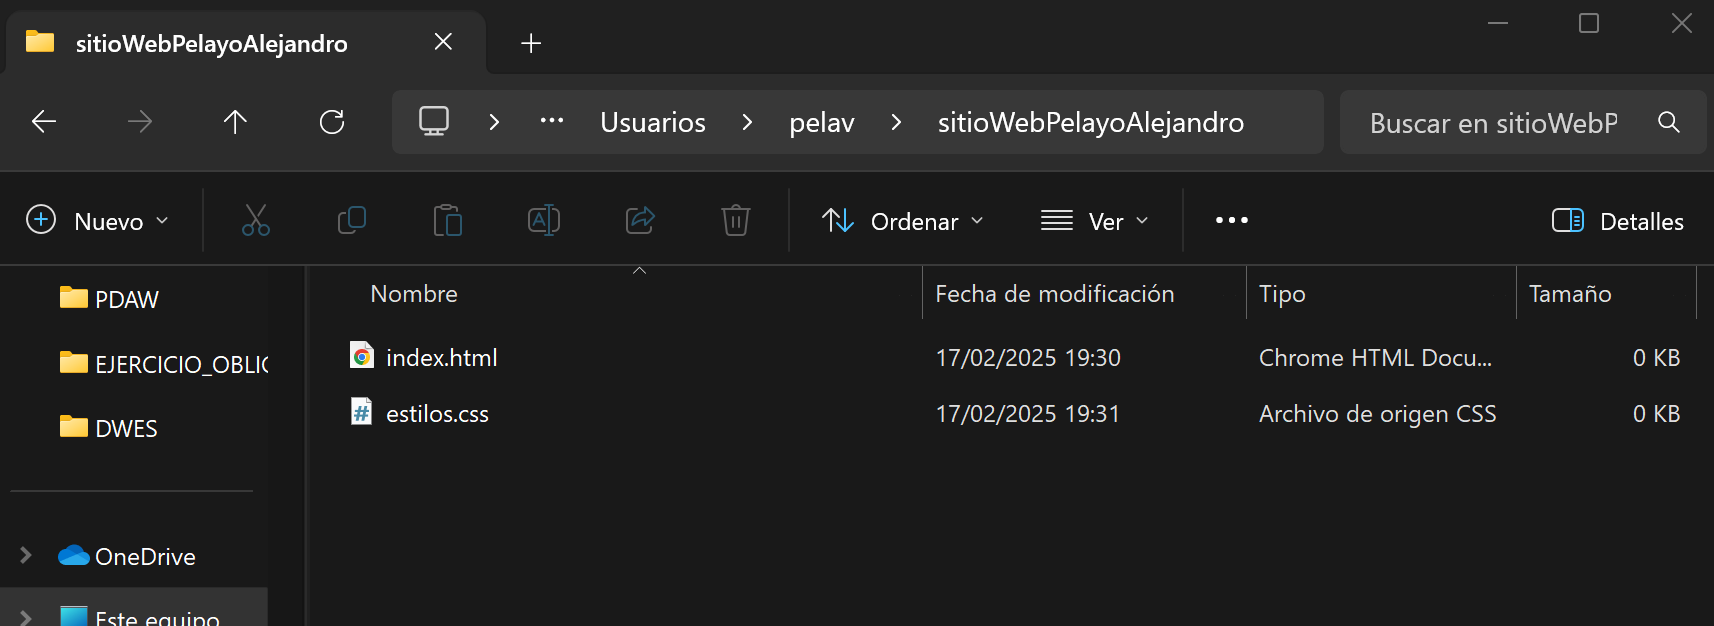 sitioWebPelayoAlejandro
Usuarios > pelav > sitioWebPelayoAlejandro
Buscar en sitioWebP
Nuevo
Ordenar
Ver
Detalles
PDAW
EJERCICIO_OBLIC
DWES
OneDrive
Este equipo
Nombre Fecha de modificación Tipo Tamaño
index.html 17/02/2025 19:30 Chrome HTML Docu... 0 KB
estilos.css 17/02/2025 19:31 Archivo de origen CSS 0 KB